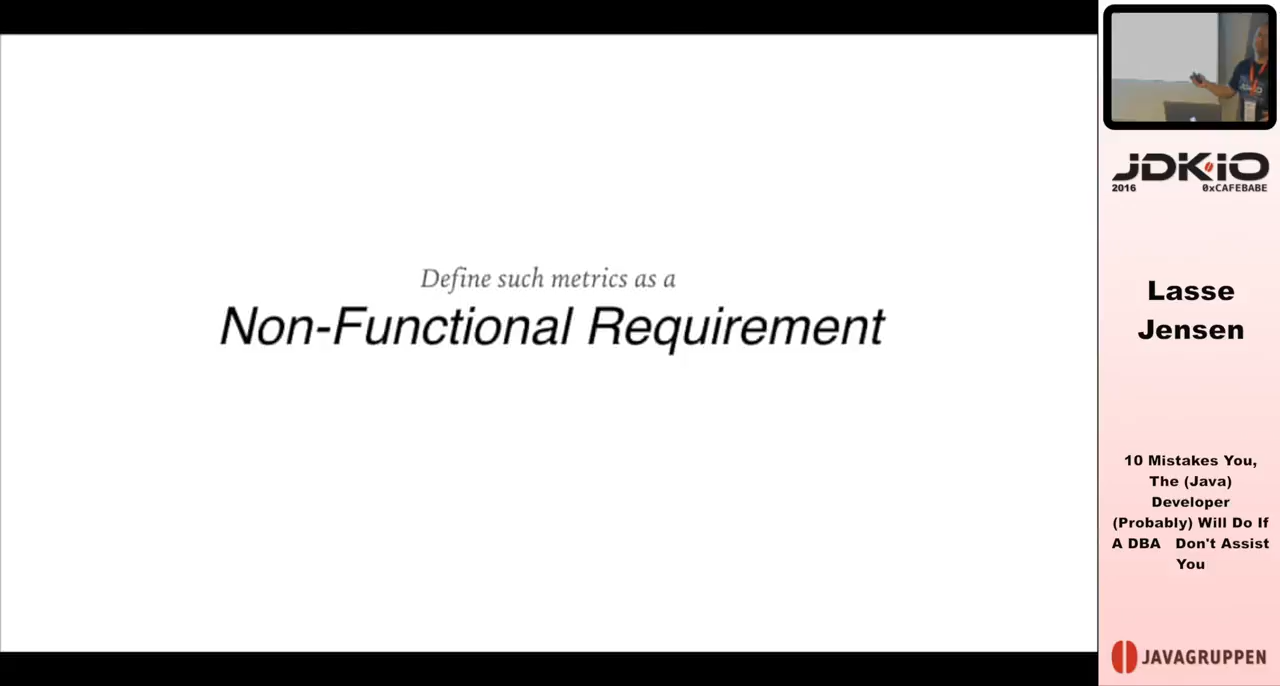 Define such metrics as a
Non-Functional Requirement
JDK.IO
2016 0xCAFEBABE
Lasse
Jensen
10 Mistakes You,
The (Java)
Developer
(Probably) Will Do If
A DBA Don't Assist
You
JAVAGRUPPEN